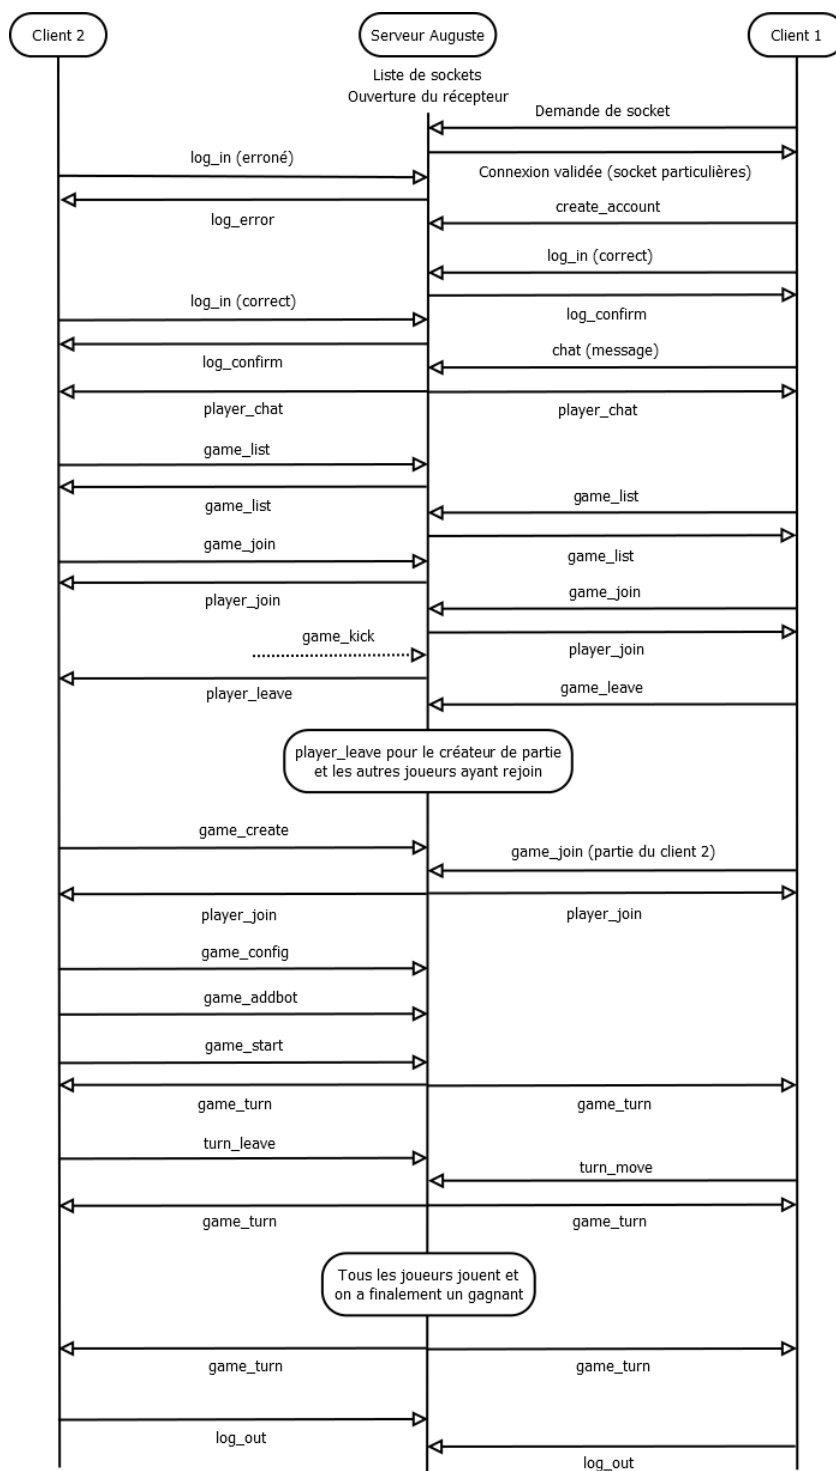 Client 2
Serveur Auguste
Client 1
Liste de sockets
Ouverture du récepteur
Demande de socket
log_in (erroné)
Connexion validée (socket particulières)
log_error
create_account
log_in (correct)
log_in (correct)
log_confirm
log_confirm
chat (message)
player_chat
player_chat
game_list
game_list
game_list
game_join
game_list
player_join
game_join
game_kick
player_join
player_leave
game_leave
player_leave pour le créateur de partie
et les autres joueurs ayant rejoin
game_create
game_join (partie du client 2)
player_join
player_join
game_config
game_addbot
game_start
game_turn
game_turn
turn_leave
turn_move
game_turn
game_turn
Tous les joueurs jouent et
on a finalement un gagnant
game_turn
game_turn
log_out
log_out